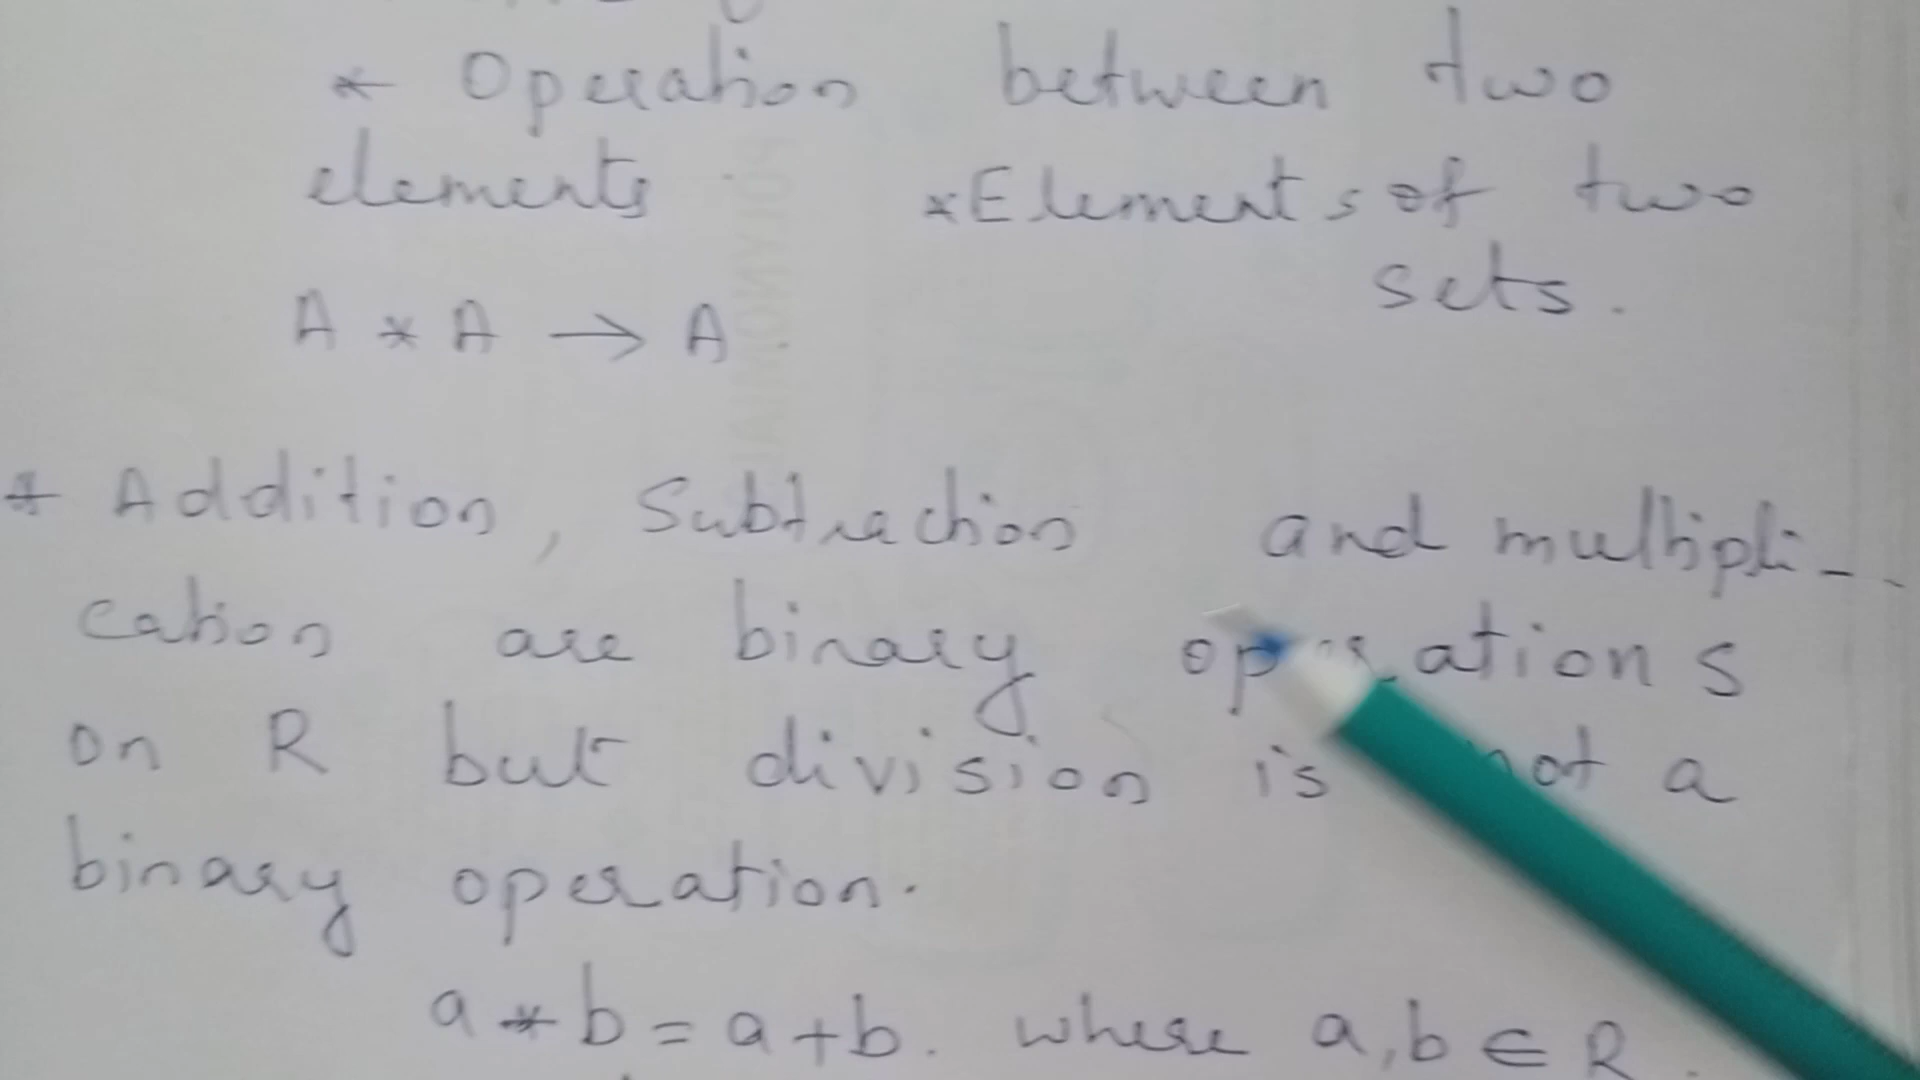 * Operation between two
elements *Elements of two
sets.
A * A → A
* Addition, Subtraction and multipli-
cation are binary operations
on R but division is not a
binary operation.
a * b = a + b. where a, b ∈ R.